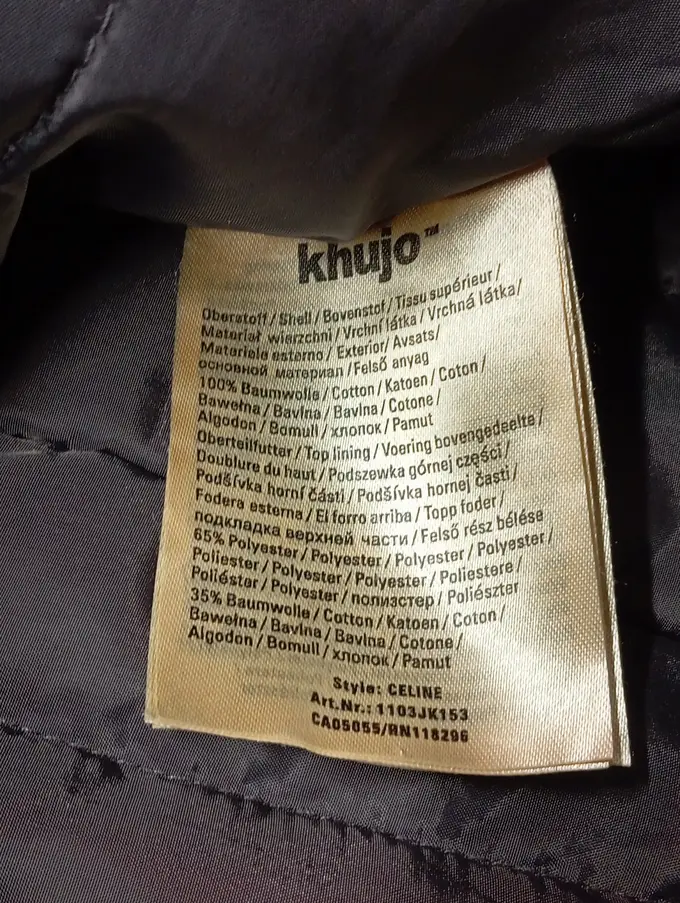 khujo™
Oberstoff / Shell / Bovenstof / Tissu supérieur /
Materiał wierzchni / Vrchní látka / Vrchná látka/
Materiale esterno / Exterior/ Avsats/
основной материал /Felső anyag
100% Baumwolle / Cotton / Katoen / Coton /
Bawełna / Bavlna / Bavlna / Cotone /
Algodon / Bomull / хлопок / Pamut
Oberteilfutter / Top lining / Voering bovengedeelte /
Doublure du haut / Podszewka górnej części /
Podšívka horní části / Podšívka hornej časti /
Fodera esterna / El forro arriba / Topp foder /
подкладка верхней части / Felső rész bélése
65% Polyester / Polyester / Polyester / Polyester /
Poliester / Polyester / Polyester / Poliestere /
Poliéster / Polyester / полиэстер / Poliészter
35% Baumwolle / Cotton / Katoen / Coton /
Bawełna / Bavlna / Bavlna / Cotone /
Algodon / Bomull / хлопок / Pamut
Style: CELINE
Art.Nr.: 1103JK153
CA05055/RN118296